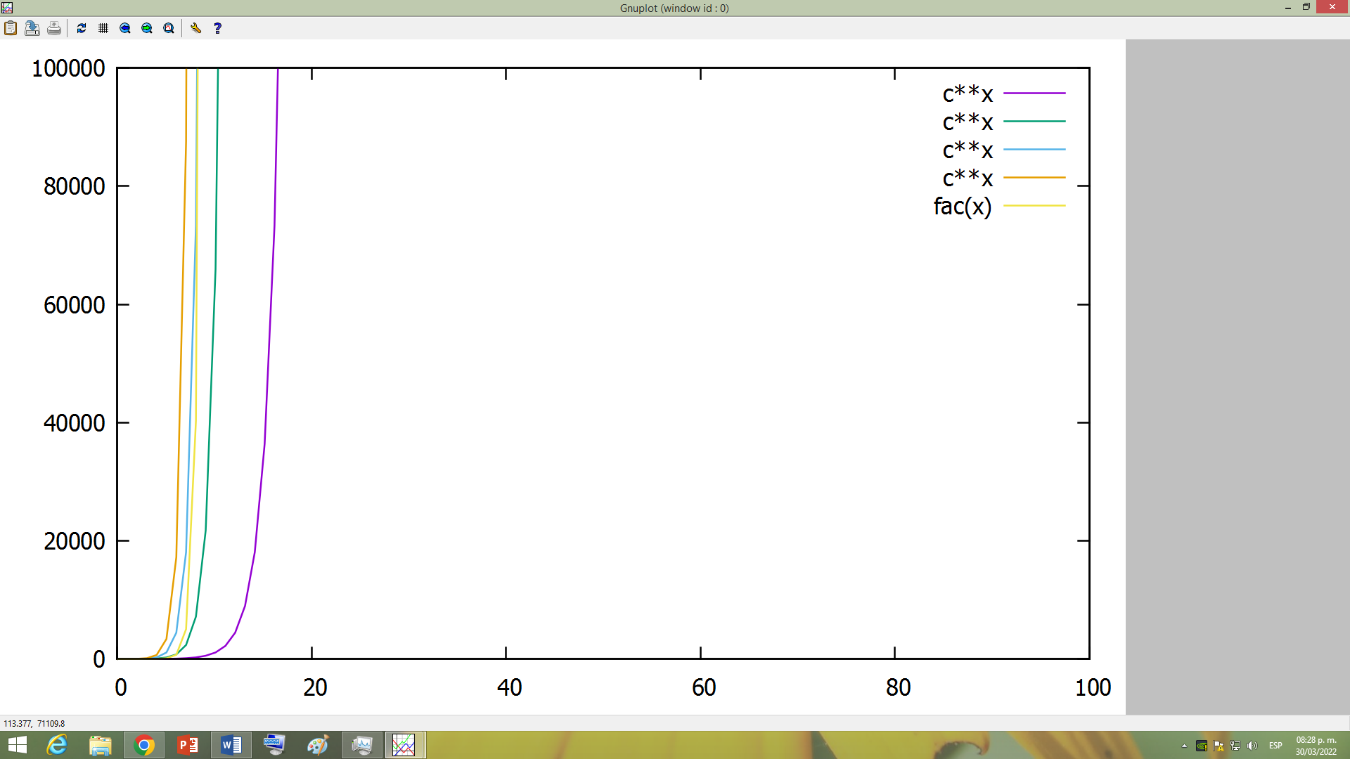 Gnuplot (window id : 0)
100000
80000
60000
40000
20000
0
0 20 40 60 80 100
c**x
c**x
c**x
c**x
fac(x)
113.377, 71109.8
ESP
08:28 p. m.
30/03/2022